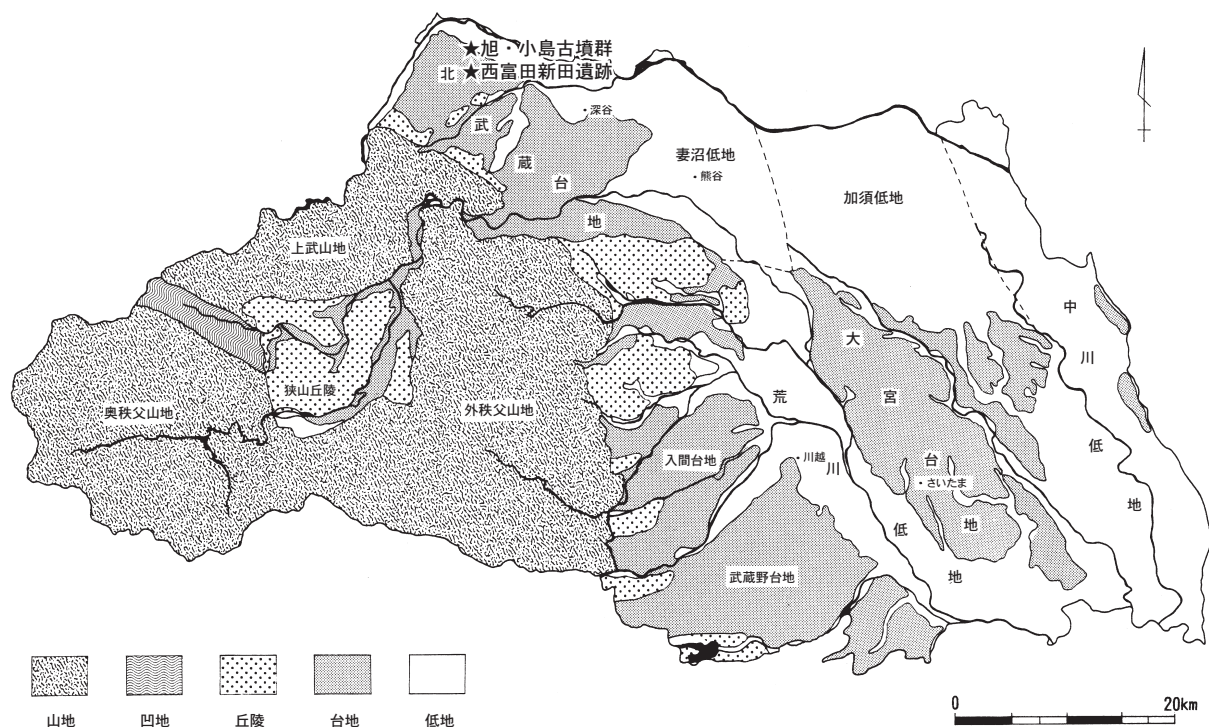 ★旭・小島古墳群
★西富田新田遺跡
北武蔵台地
・深谷
妻沼低地
・熊谷
加須低地
上武山地
中川低地
大宮台地
狭山丘陵
奥秩父山地
外秩父山地
荒川低地
入間台地
・川越
・さいたま
武蔵野台地
山地
凹地
丘陵
台地
低地
0
20km